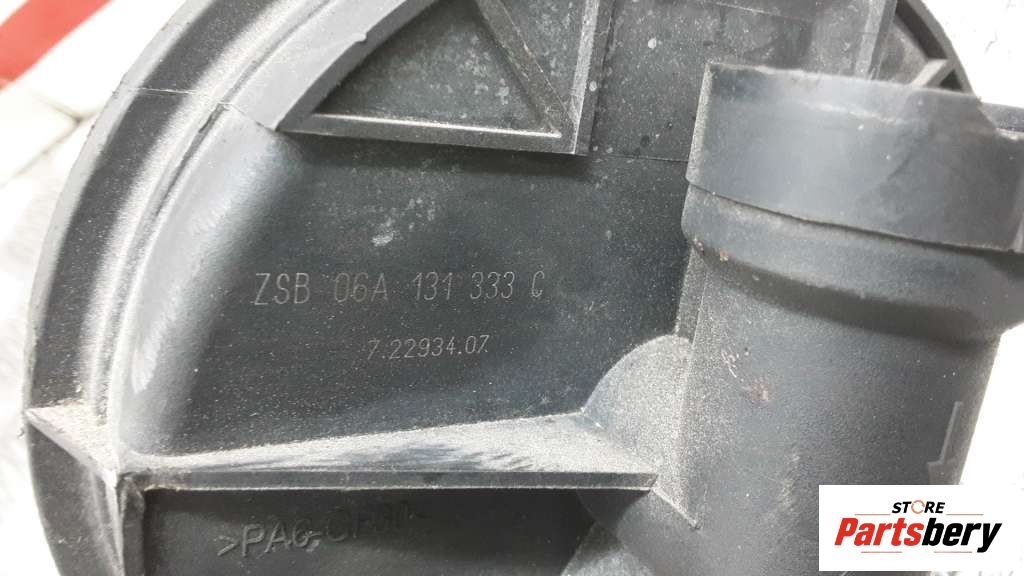 ZSB 06A 131 333 C
7.22934.07
STORE
Partsbery